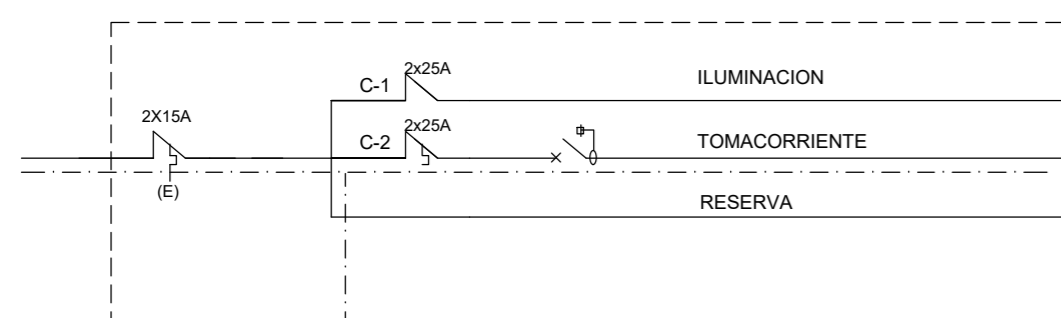 2x25A
C-1
ILUMINACION
2X15A
2x25A
C-2
TOMACORRIENTE
(E)
RESERVA